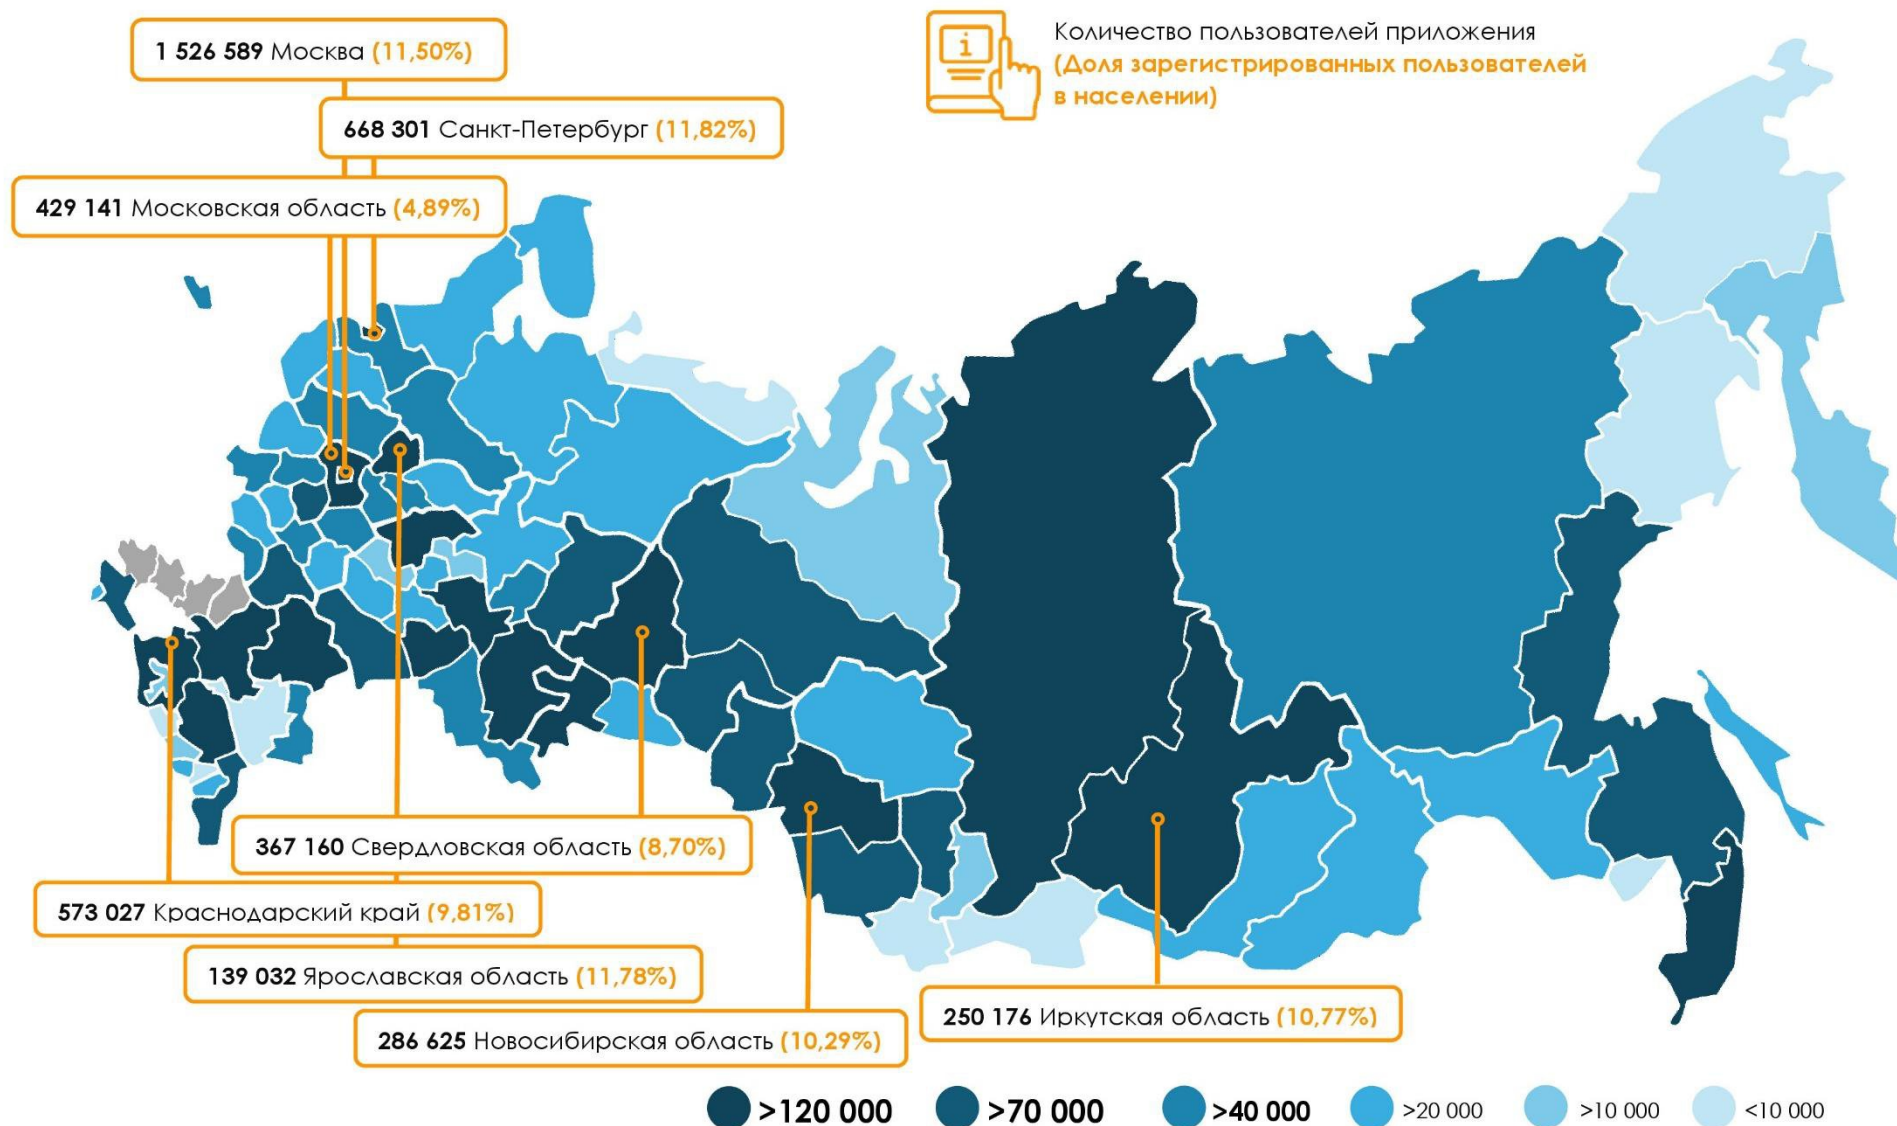 1 526 589 Москва (11,50%)
Количество пользователей приложения
(Доля зарегистрированных пользователей
в населении)
668 301 Санкт-Петербург (11,82%)
429 141 Московская область (4,89%)
367 160 Свердловская область (8,70%)
573 027 Краснодарский край (9,81%)
139 032 Ярославская область (11,78%)
250 176 Иркутская область (10,77%)
286 625 Новосибирская область (10,29%)
>120 000
>70 000
>40 000
>20 000
>10 000
<10 000